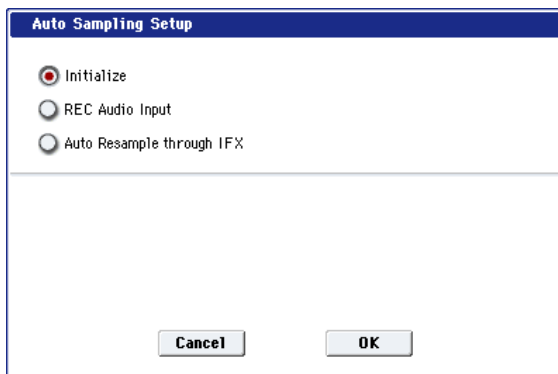 Auto Sampling Setup
Initialize
REC Audio Input
Auto Resample through IFX
Cancel OK